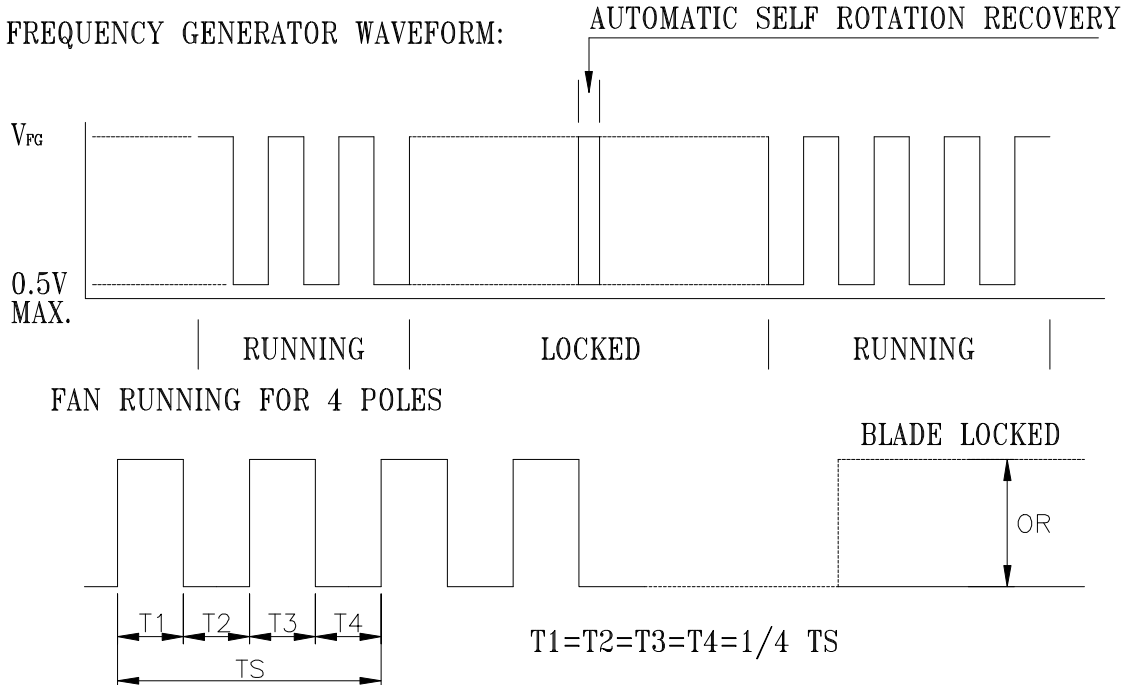 AUTOMATIC SELF ROTATION RECOVERY
FREQUENCY GENERATOR WAVEFORM:
VFG
0.5V
MAX.
RUNNING
LOCKED
RUNNING
FAN RUNNING FOR 4 POLES
BLADE LOCKED
OR
T1 T2 T3 T4
TS
T1=T2=T3=T4=1/4 TS